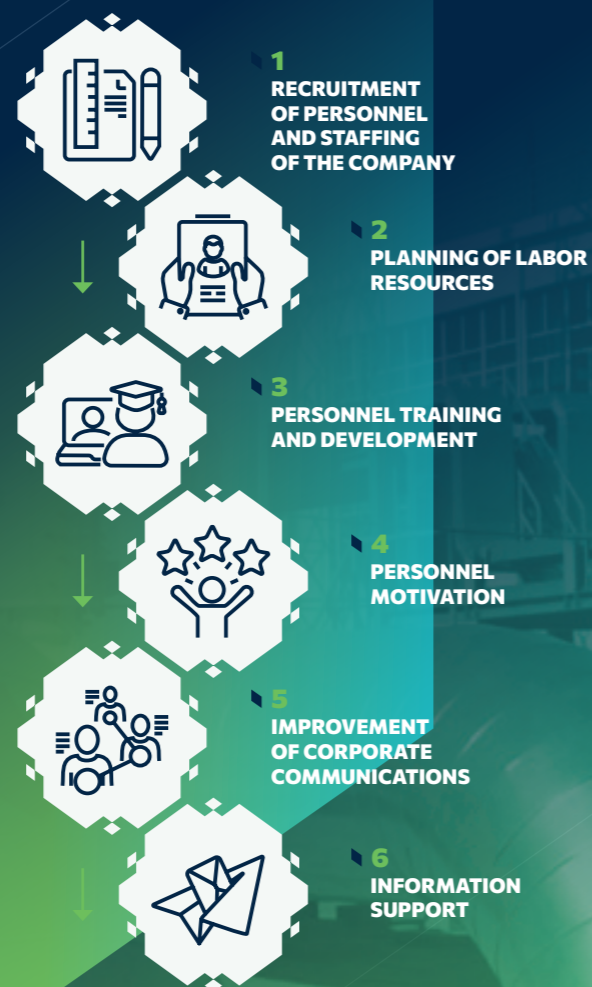 1
RECRUITMENT
OF PERSONNEL
AND STAFFING
OF THE COMPANY
2
PLANNING OF LABOR
RESOURCES
3
PERSONNEL TRAINING
AND DEVELOPMENT
4
PERSONNEL
MOTIVATION
5
IMPROVEMENT
OF CORPORATE
COMMUNICATIONS
6
INFORMATION
SUPPORT